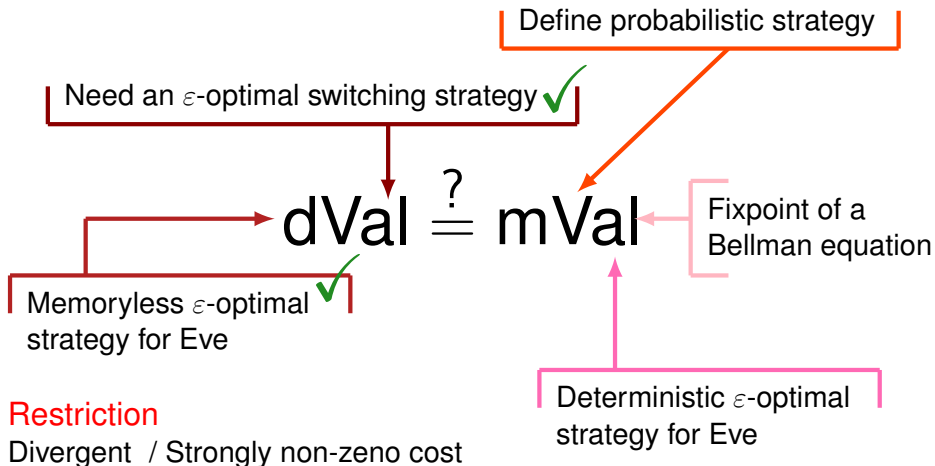 Define probabilistic strategy
Need an ε-optimal switching strategy ✓
dVal ≟ mVal
Fixpoint of a
Bellman equation
Memoryless ε-optimal ✓
strategy for Eve
Deterministic ε-optimal
strategy for Eve
Restriction
Divergent / Strongly non-zeno cost